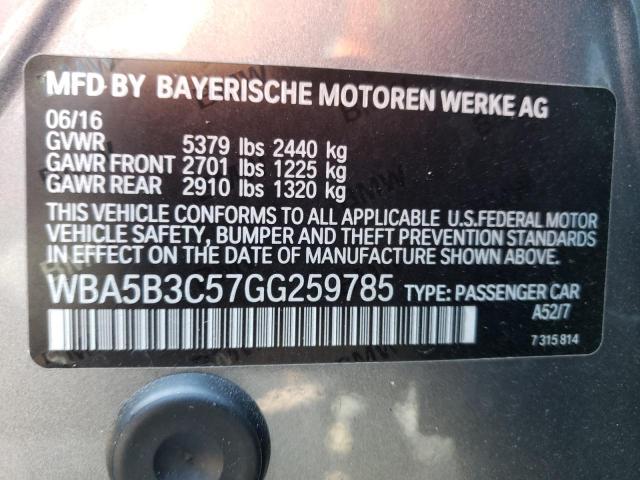 MFD BY BAYERISCHE MOTOREN WERKE AG
06/16
GVWR 5379 lbs 2440 kg
GAWR FRONT 2701 lbs 1225 kg
GAWR REAR 2910 lbs 1320 kg
THIS VEHICLE CONFORMS TO ALL APPLICABLE U.S.FEDERAL MOTOR
VEHICLE SAFETY, BUMPER AND THEFT PREVENTION STANDARDS
IN EFFECT ON THE DATE OF MANUFACTURE SHOWN ABOVE.
WBA5B3C57GG259785 TYPE: PASSENGER CAR
A52/7
7 315 814